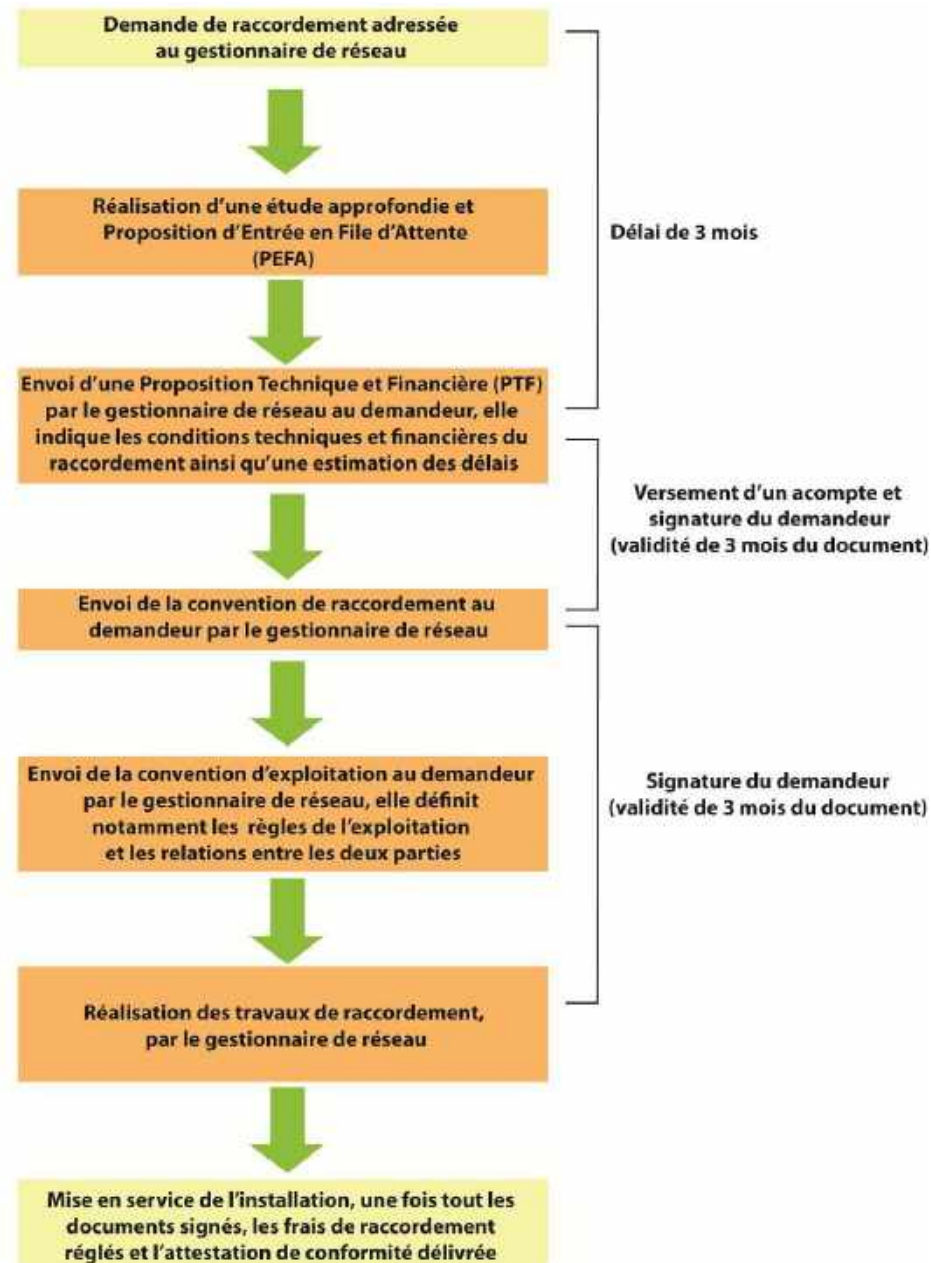 Demande de raccordement adressée
au gestionnaire de réseau
Réalisation d'une étude approfondie et
Proposition d'Entrée en File d'Attente
(PEFA)
Délai de 3 mois
Envoi d'une Proposition Technique et Financière (PTF)
par le gestionnaire de réseau au demandeur, elle
indique les conditions techniques et financières du
raccordement ainsi qu'une estimation des délais
Versement d'un acompte et
signature du demandeur
(validité de 3 mois du document)
Envoi de la convention de raccordement au
demandeur par le gestionnaire de réseau
Envoi de la convention d'exploitation au demandeur
par le gestionnaire de réseau, elle définit
notamment les règles de l'exploitation
et les relations entre les deux parties
Signature du demandeur
(validité de 3 mois du document)
Réalisation des travaux de raccordement,
par le gestionnaire de réseau
Mise en service de l'installation, une fois tout les
documents signés, les frais de raccordement
réglés et l'attestation de conformité délivrée